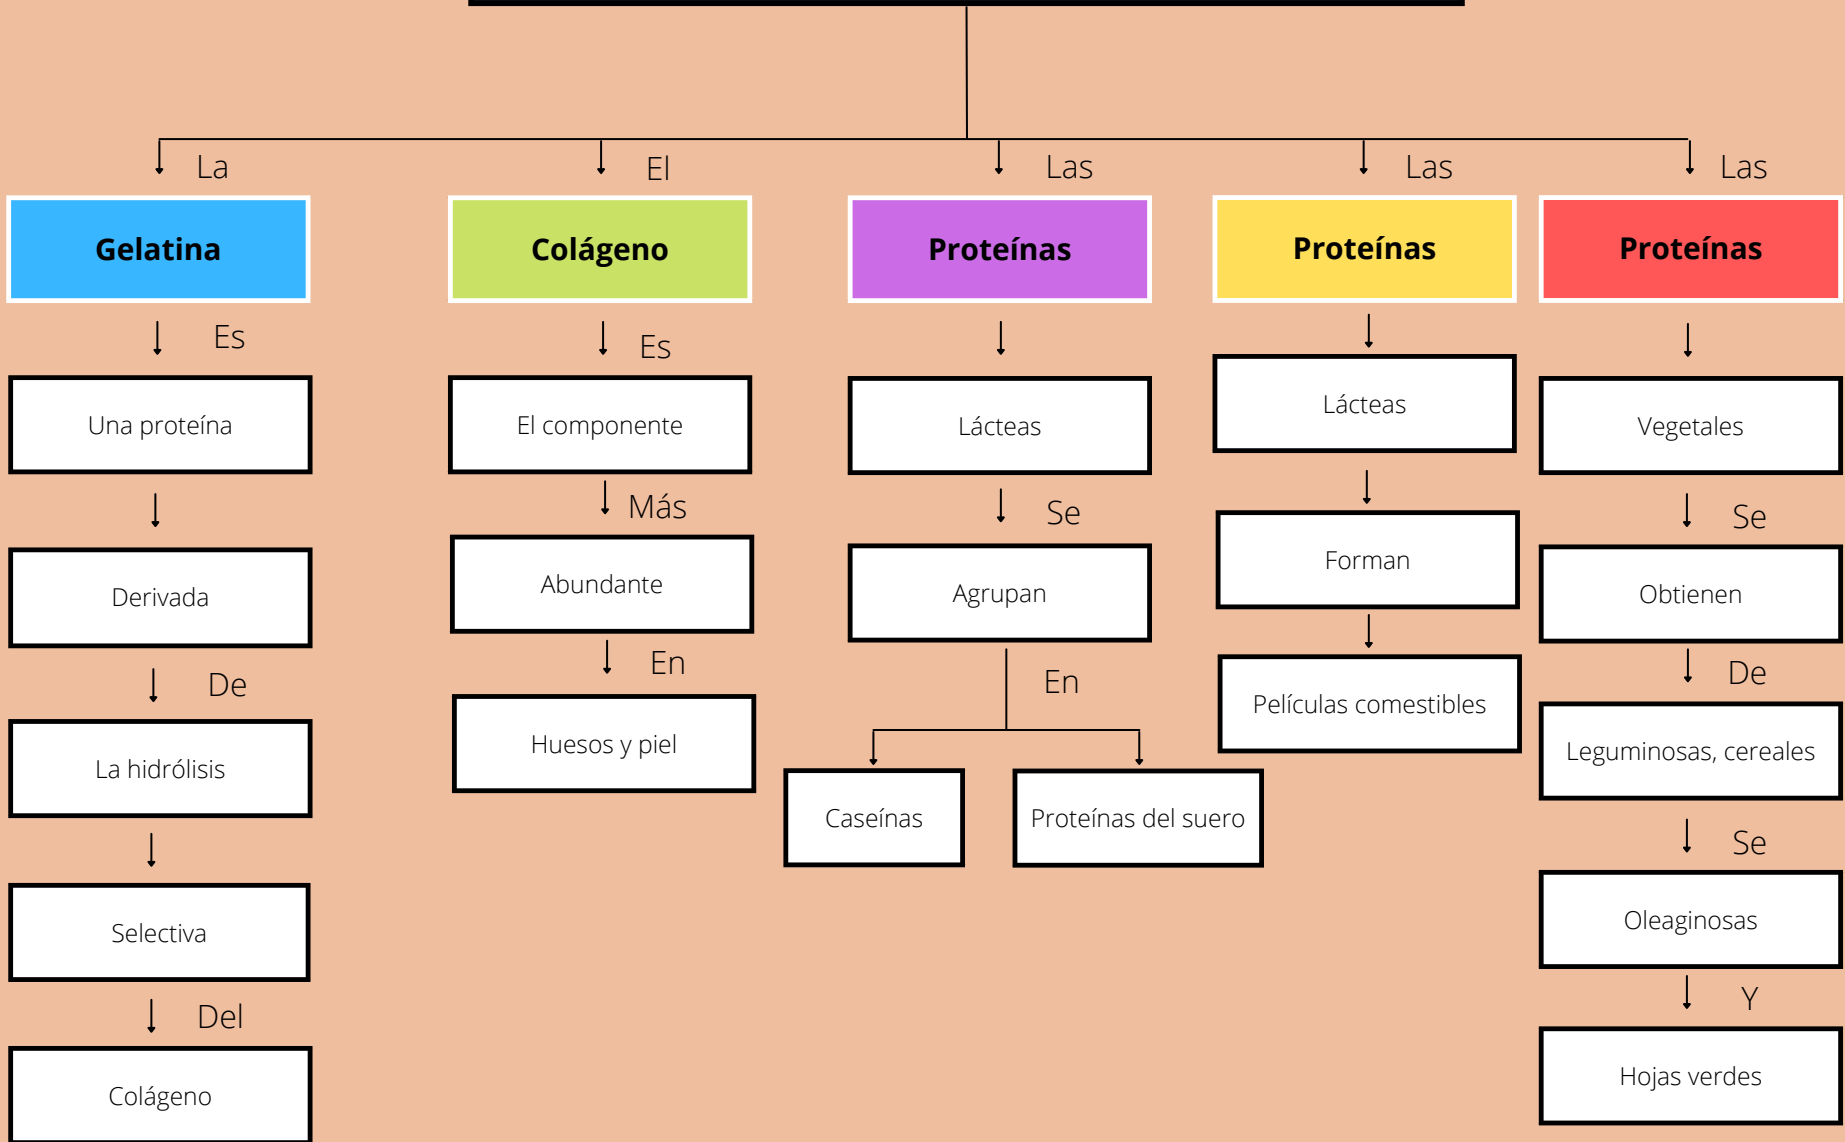 La
Gelatina
Es
Una proteína
Derivada
De
La hidrólisis
Selectiva
Del
Colágeno
El
Colágeno
Es
El componente
Más
Abundante
En
Huesos y piel
Las
Proteínas
Lácteas
Se
Agrupan
En
Caseínas
Proteínas del suero
Las
Proteínas
Lácteas
Forman
Películas comestibles
Las
Proteínas
Vegetales
Se
Obtienen
De
Leguminosas, cereales
Se
Oleaginosas
Y
Hojas verdes